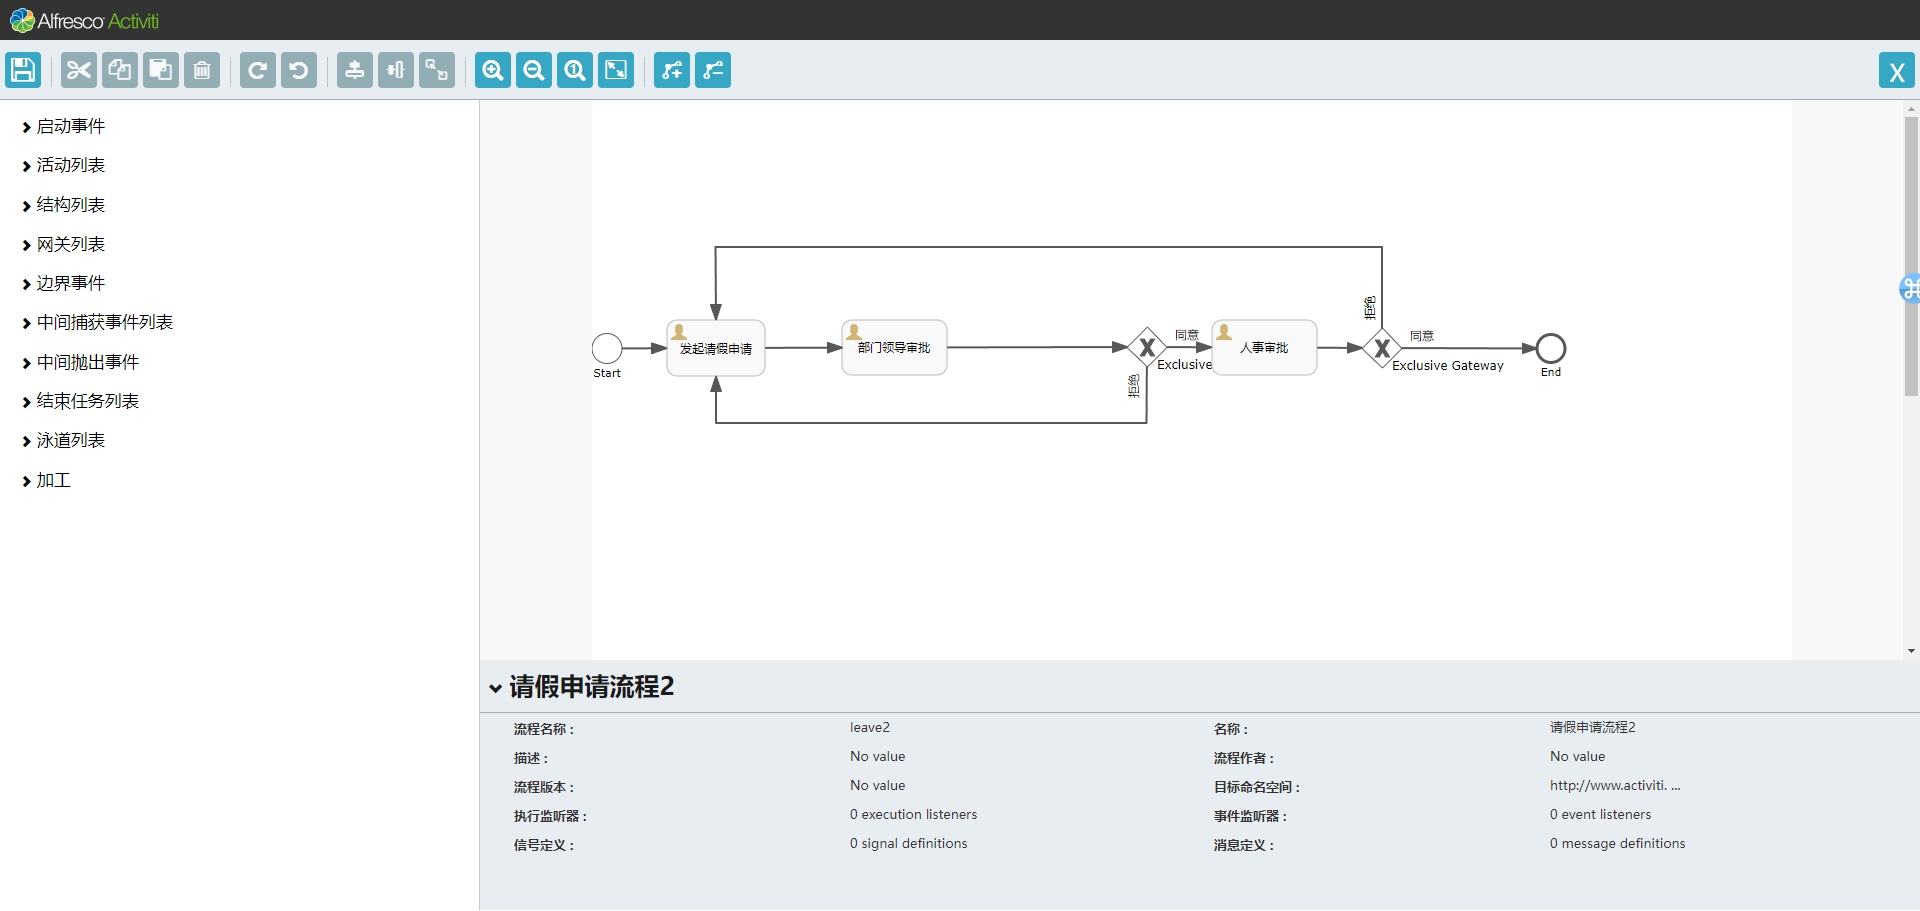 Alfresco Activiti
X
启动事件
活动列表
结构列表
网关列表
边界事件
中间捕获事件列表
中间抛出事件
结束任务列表
泳道列表
加工
拒绝
Start
发起请假申请
部门领导审批
同意
Exclusive
拒绝
人事审批
同意
Exclusive Gateway
End
请假申请流程2
流程名称 : leave2 名称 : 请假申请流程2
描述 : No value 流程作者 : No value
流程版本 : No value 目标命名空间 : http://www.activiti. ...
执行监听器 : 0 execution listeners 事件监听器 : 0 event listeners
信号定义 : 0 signal definitions 消息定义 : 0 message definitions